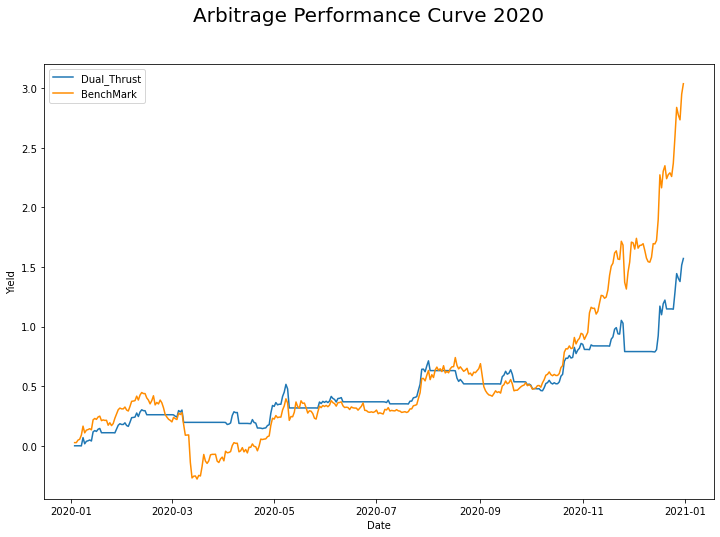 Arbitrage Performance Curve 2020
Dual_Thrust
BenchMark
3.0
2.5
2.0
1.5
1.0
0.5
0.0
Yield
2020-01
2020-03
2020-05
2020-07
2020-09
2020-11
2021-01
Date